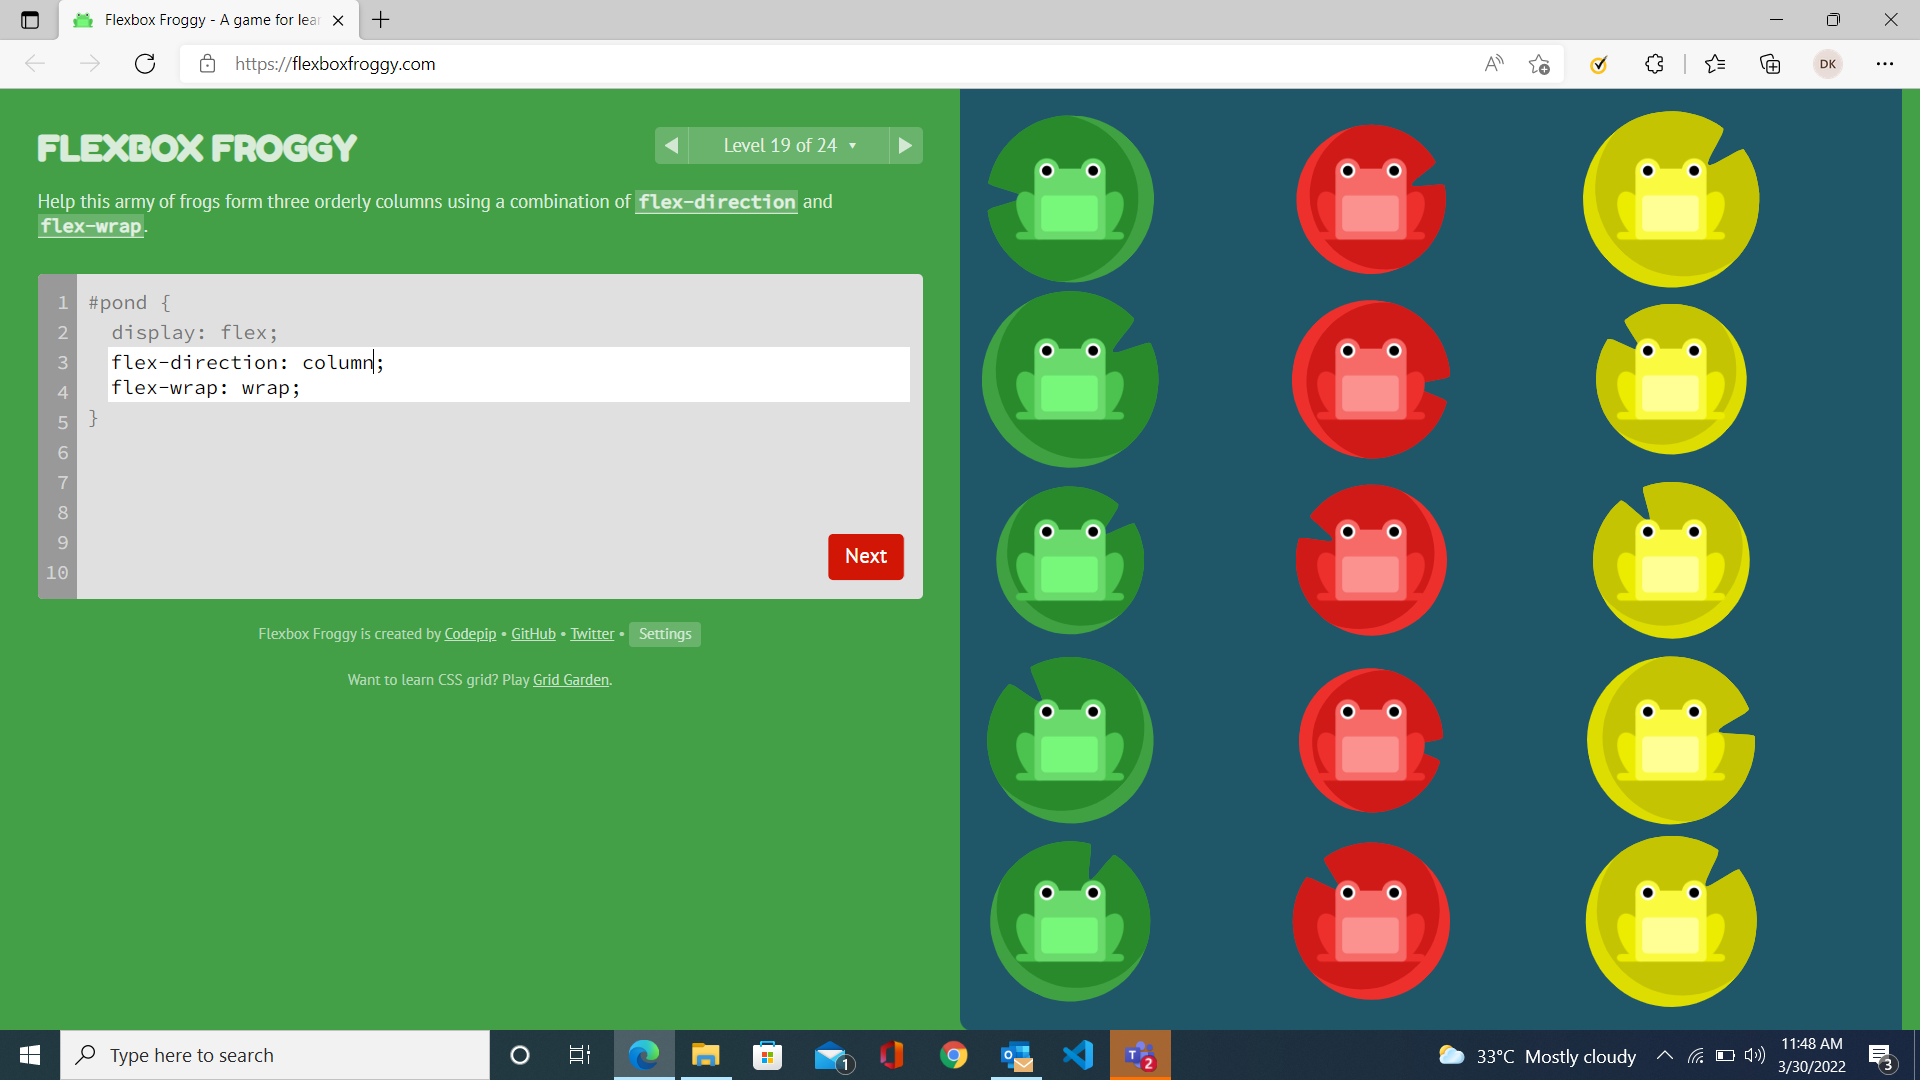 Flexbox Froggy - A game for lear
https://flexboxfroggy.com
DK
FLEXBOX FROGGY
Level 19 of 24
Help this army of frogs form three orderly columns using a combination of flex-direction and
flex-wrap.
1 #pond {
2 display: flex;
3 flex-direction: column;
4 flex-wrap: wrap;
5 }
6
7
8
9
10
Next
Flexbox Froggy is created by Codepip • GitHub • Twitter • Settings
Want to learn CSS grid? Play Grid Garden.
Type here to search
1
2
33°C Mostly cloudy
11:48 AM
3/30/2022
3